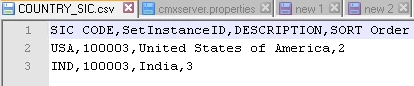 COUNTRY_SIC.csv cmxserver.properties new 1 new 2
1 SIC CODE,SetInstanceID,DESCRIPTION,SORT Order
2 USA,100003,United States of America,2
3 IND,100003,India,3